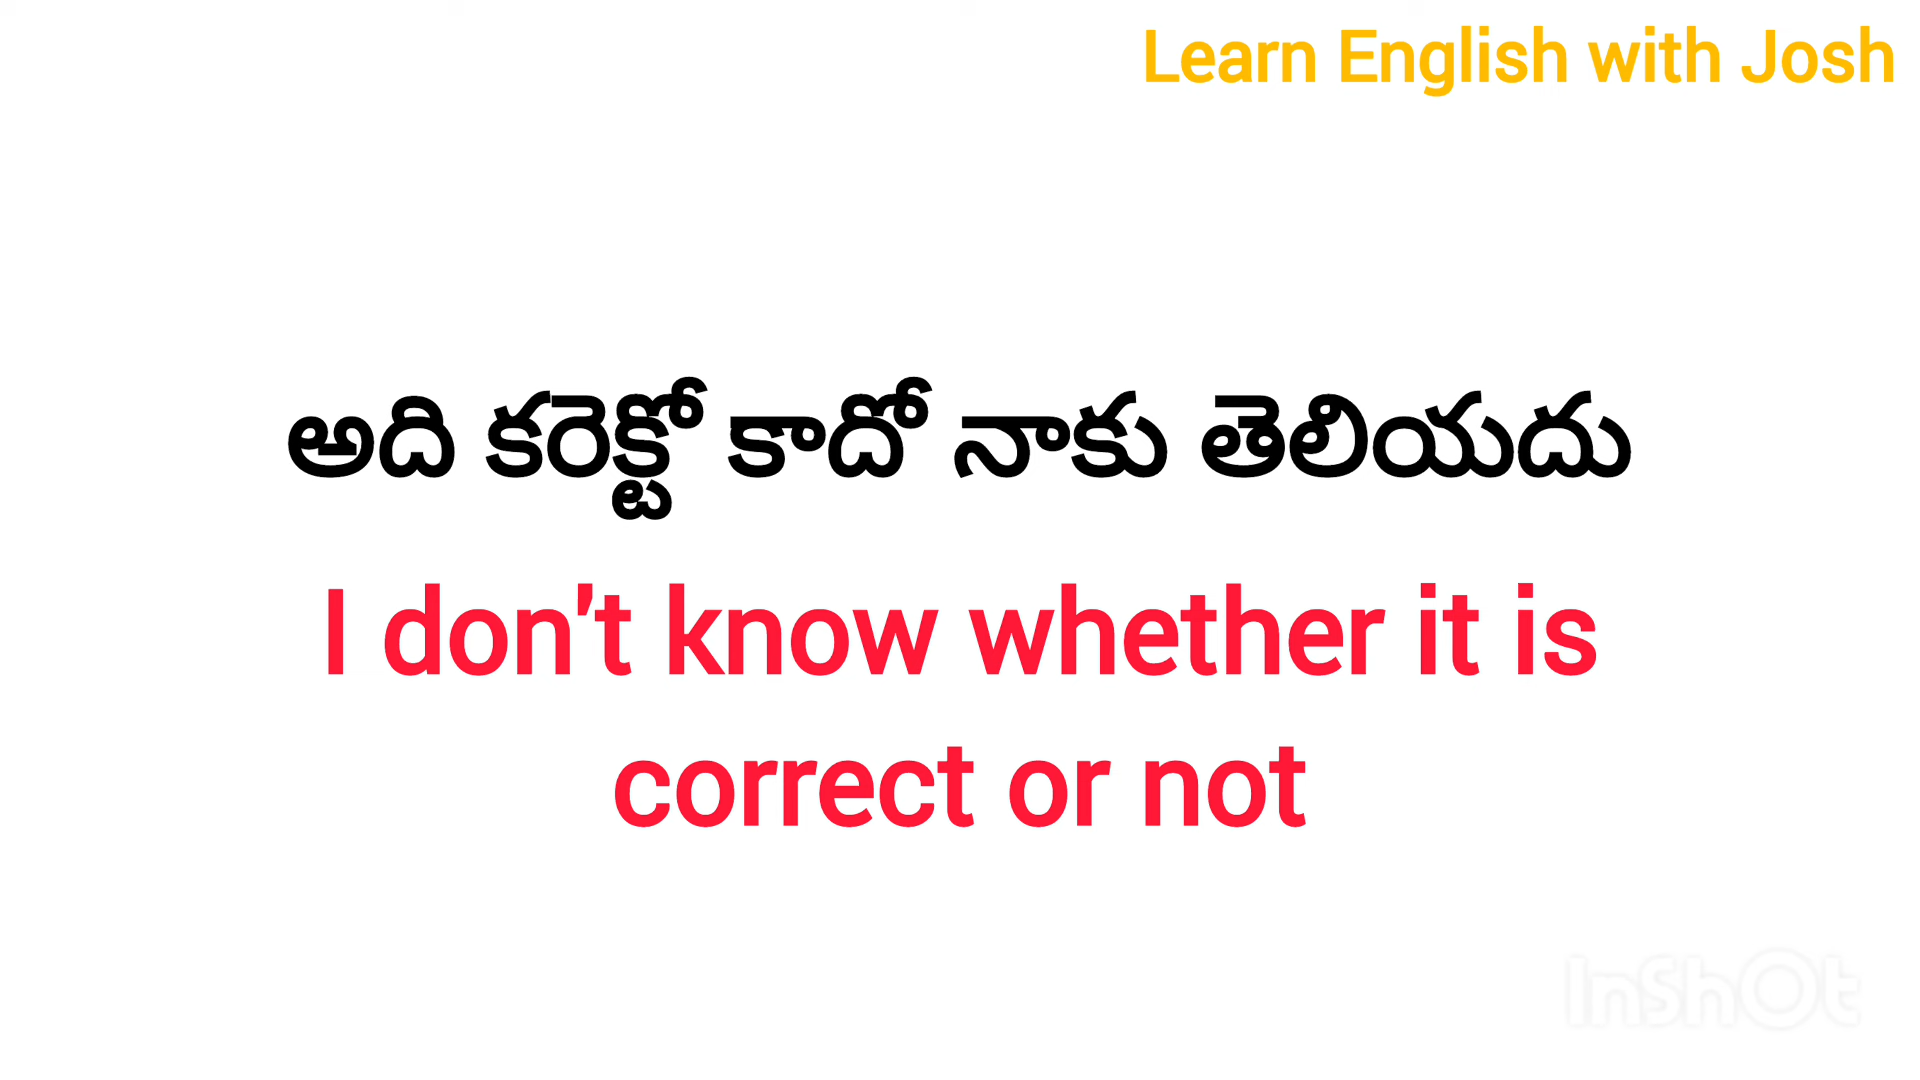 Learn English with Josh
అది కరెక్టో కాదో నాకు తెలియదు
I don't know whether it is
correct or not
InShOt